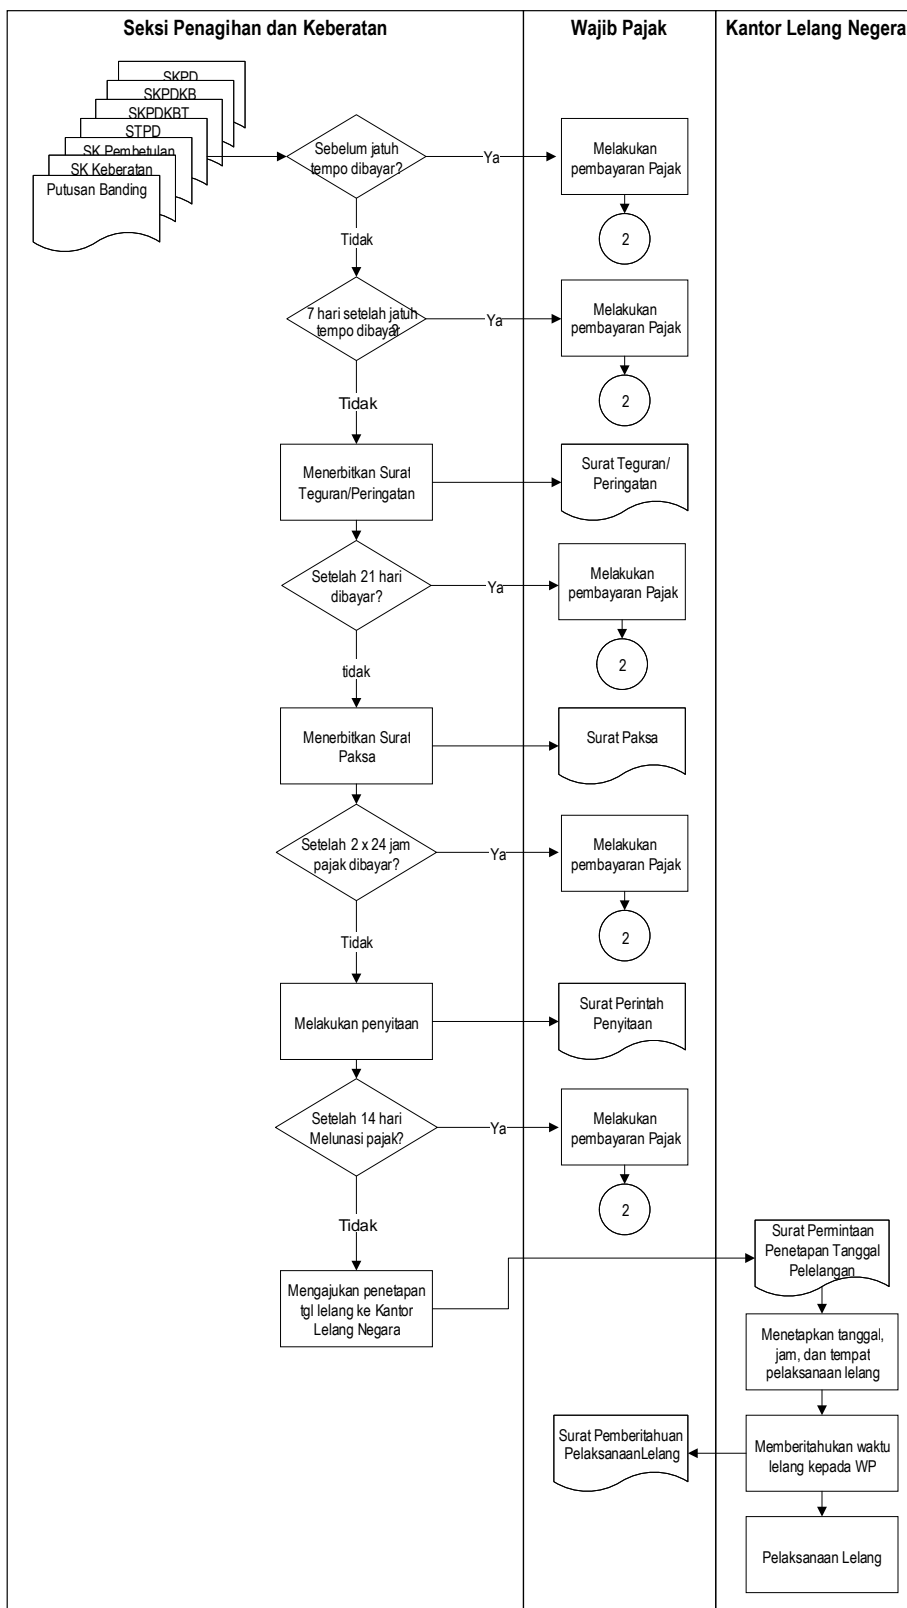 Seksi Penagihan dan Keberatan
Wajib Pajak
Kantor Lelang Negera
SKPD
SKPDKB
SKPDKBT
STPD
SK Pembetulan
SK Keberatan
Putusan Banding
Sebelum jatuh
tempo dibayar?
Ya
Melakukan
pembayaran Pajak
2
Tidak
7 hari setelah jatuh
tempo dibayar?
Ya
Melakukan
pembayaran Pajak
2
Tidak
Menerbitkan Surat
Teguran/Peringatan
Surat Teguran/
Peringatan
Setelah 21 hari
dibayar?
Ya
Melakukan
pembayaran Pajak
2
tidak
Menerbitkan Surat
Paksa
Surat Paksa
Setelah 2 x 24 jam
pajak dibayar?
Ya
Melakukan
pembayaran Pajak
2
Tidak
Melakukan penyitaan
Surat Perintah
Penyitaan
Setelah 14 hari
Melunasi pajak?
Ya
Melakukan
pembayaran Pajak
2
Tidak
Mengajukan penetapan
tgl lelang ke Kantor
Lelang Negara
Surat Permintaan
Penetapan Tanggal
Pelelangan
Menetapkan tanggal,
jam, dan tempat
pelaksanaan lelang
Surat Pemberitahuan
PelaksanaanLelang
Memberitahukan waktu
lelang kepada WP
Pelaksanaan Lelang